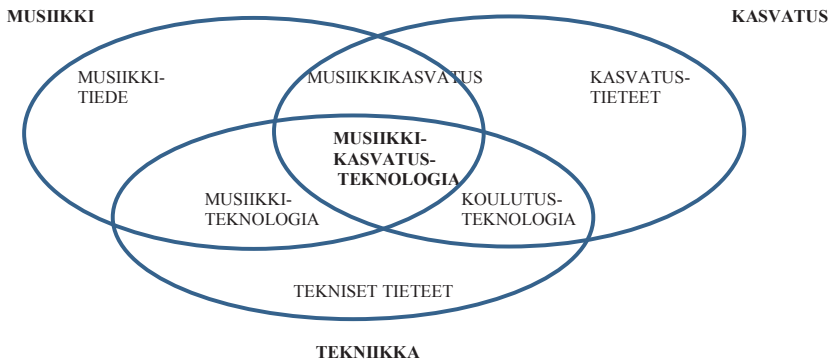 MUSIIKKI
KASVATUS
MUSIIKKI-
TIEDE
MUSIIKKIKASVATUS
KASVATUS-
TIETEET
MUSIIKKI-
KASVATUS-
TEKNOLOGIA
MUSIIKKI-
TEKNOLOGIA
KOULUTUS-
TEKNOLOGIA
TEKNISET TIETEET
TEKNIIKKA